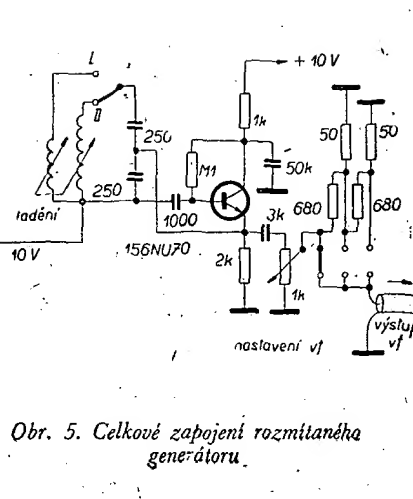 I
+ 10 V
II
1k
250
50
50
M1
50k
250
680
680
ladění
1000
3k
156NU70
10 V
2k
1k
výstup
vf
nastavení vf
Obr. 5. Celkové zapojení rozmítaného
generátoru